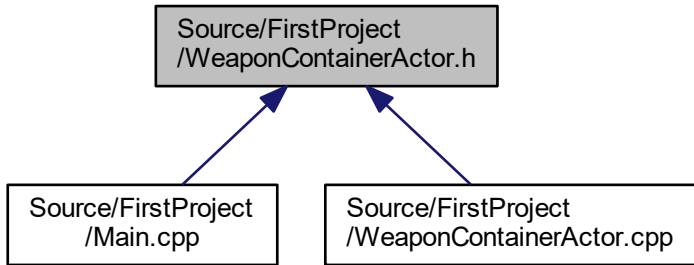 Source/FirstProject
/WeaponContainerActor.h
Source/FirstProject
/Main.cpp
Source/FirstProject
/WeaponContainerActor.cpp